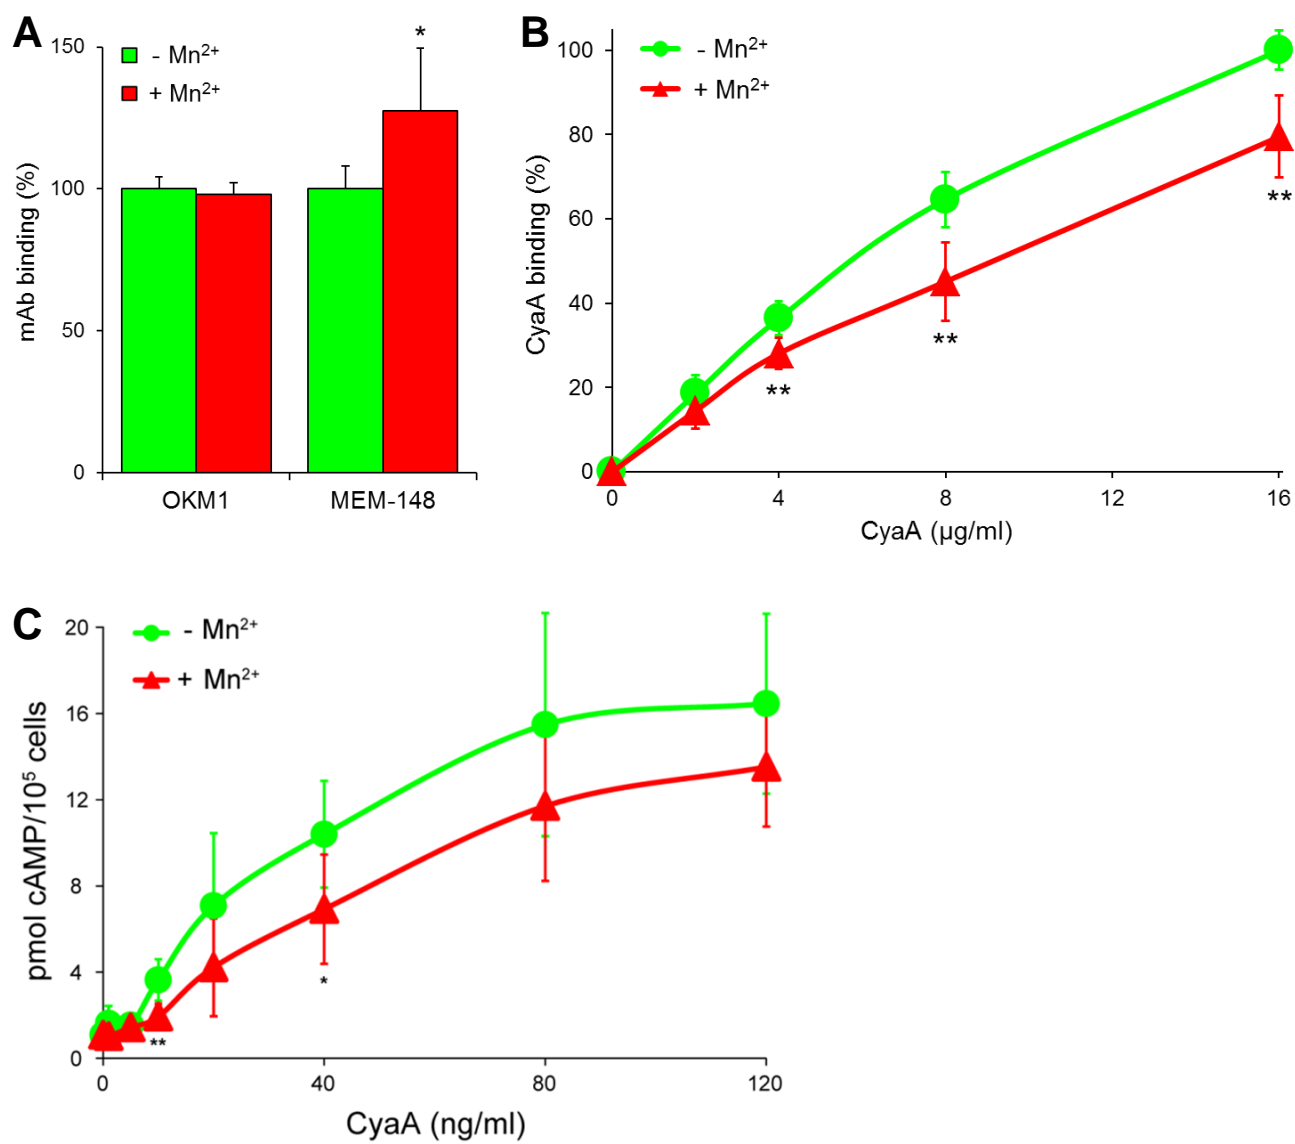 A
150
100
50
0
mAb binding (%)
- Mn²⁺
+ Mn²⁺
*
OKM1
MEM-148
B
100
80
60
40
20
0
CyaA binding (%)
- Mn²⁺
+ Mn²⁺
**
**
**
0
4
8
12
16
CyaA (µg/ml)
C
20
16
12
8
4
0
pmol cAMP/10⁵ cells
- Mn²⁺
+ Mn²⁺
**
*
0
40
80
120
CyaA (ng/ml)